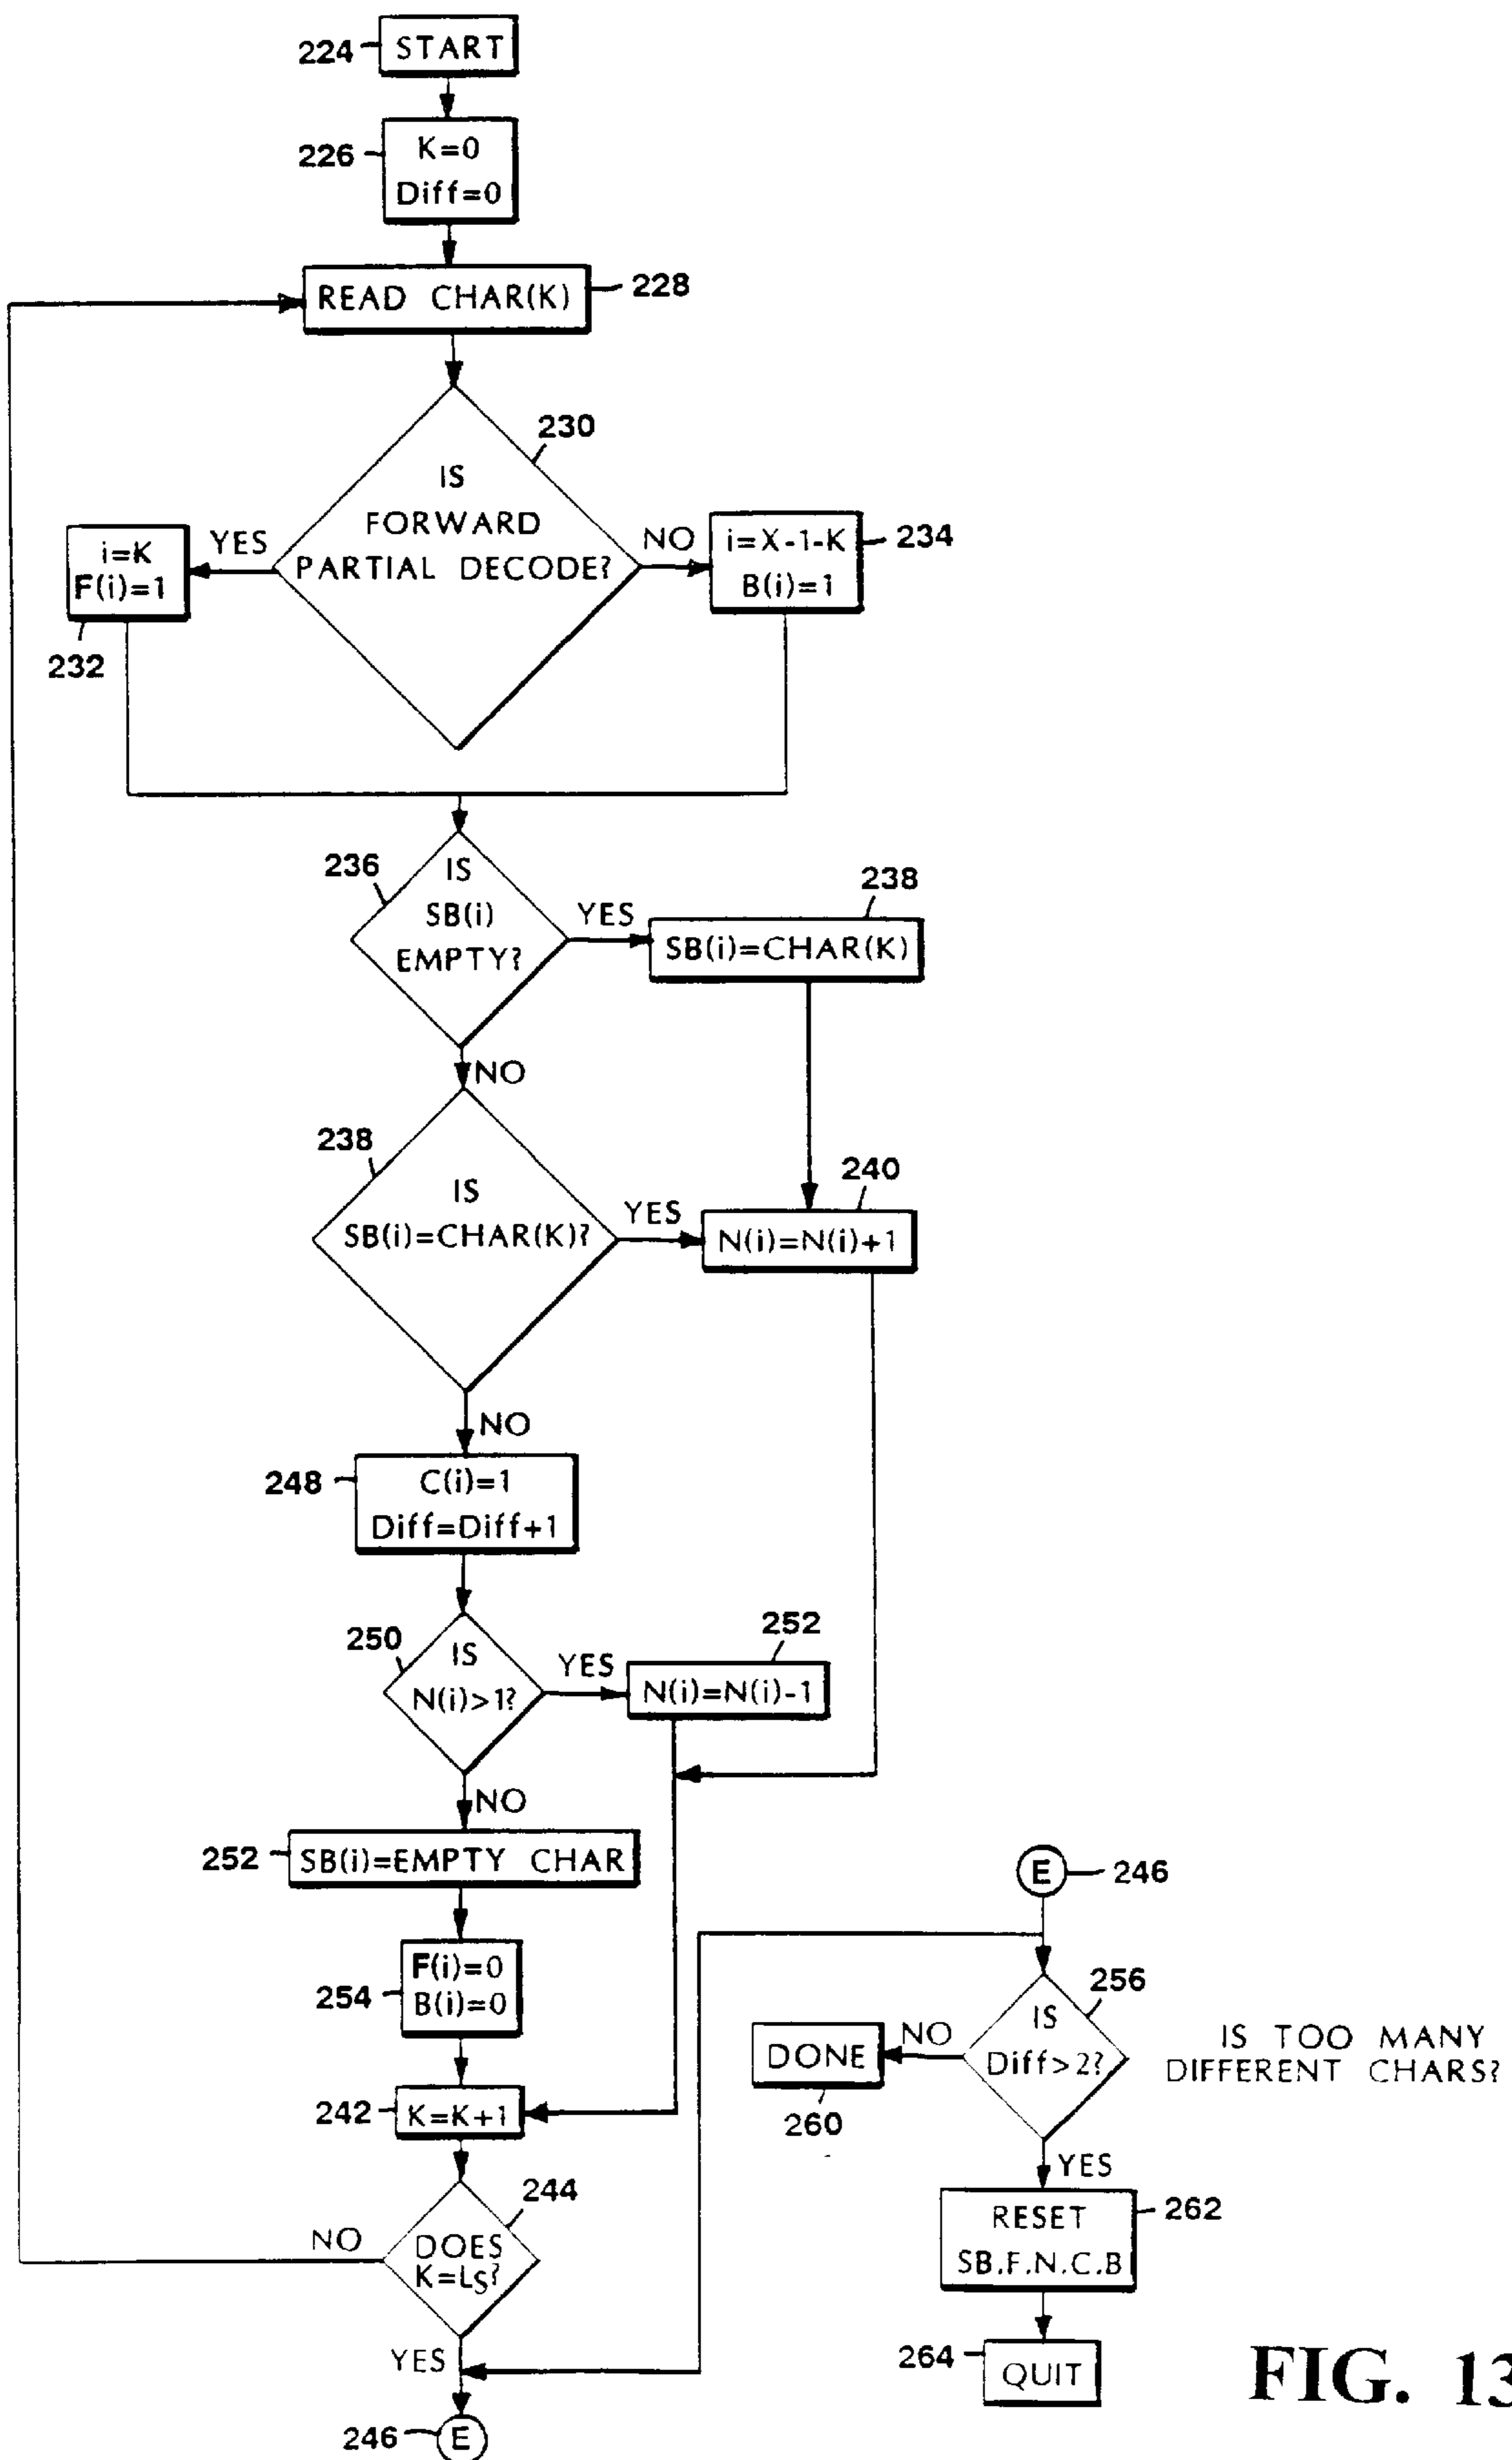 224
START
226
K=0
Diff=0
READ CHAR(K)
228
230
IS
FORWARD
PARTIAL DECODE?
YES
i=K
F(i)=1
232
NO
i=X-1-K
B(i)=1
234
236
IS
SB(i)
EMPTY?
YES
238
SB(i)=CHAR(K)
NO
238
IS
SB(i)=CHAR(K)?
YES
240
N(i)=N(i)+1
NO
248
C(i)=1
Diff=Diff+1
250
IS
N(i)>1?
YES
252
N(i)=N(i)-1
NO
252
SB(i)=EMPTY CHAR
254
F(i)=0
B(i)=0
242
K=K+1
244
DOES
K=LS?
NO
YES
246
E
E
246
256
IS
Diff>2?
IS TOO MANY
DIFFERENT CHARS?
NO
DONE
260
YES
RESET
SB.F.N.C.B
262
264
QUIT
FIG. 13